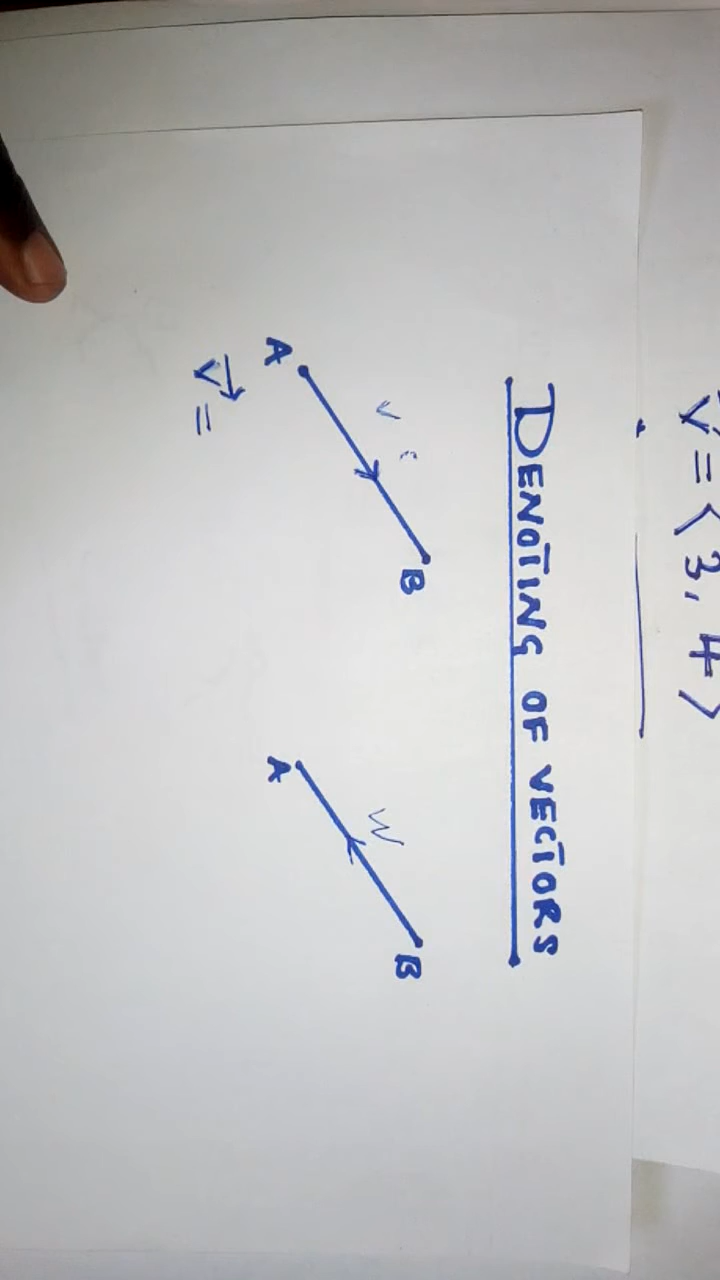 v⃗ = ⟨3, 4⟩
DENOTING OF VECTORS
B B
V W
A A
v⃗ =